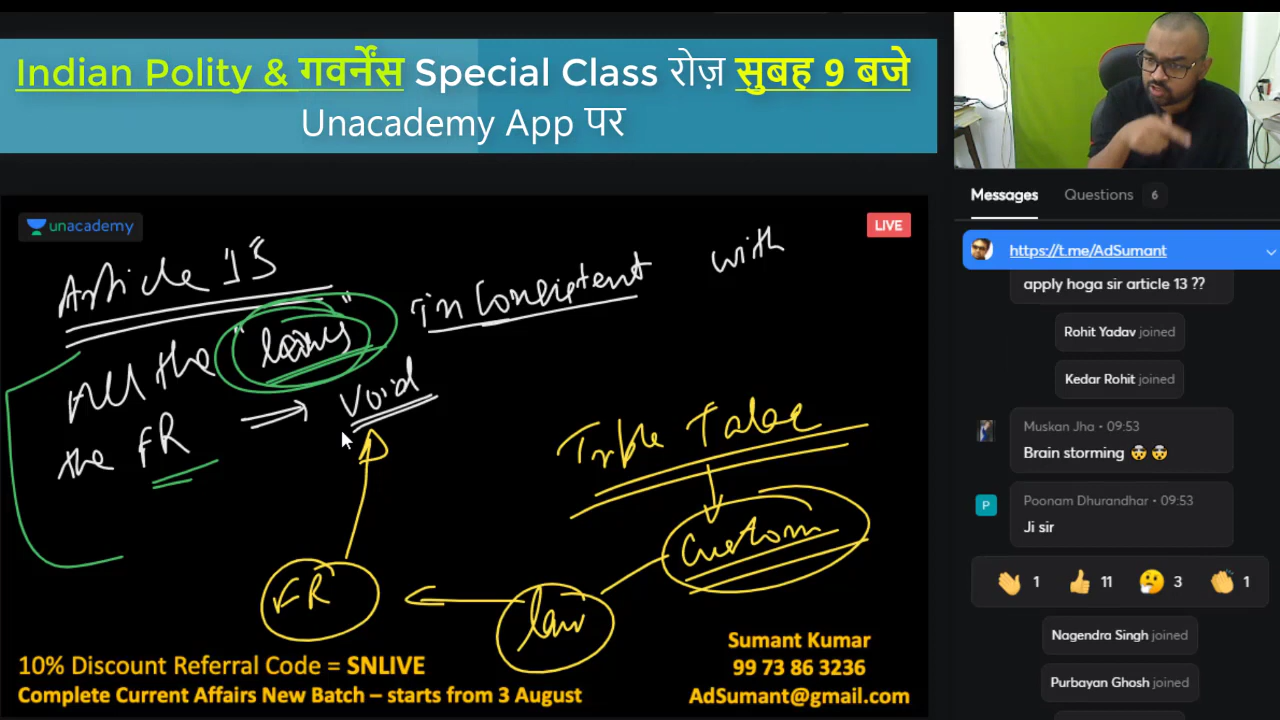 Indian Polity & गवर्नेंस Special Class रोज़ सुबह 9 बजे
Unacademy App पर
unacademy
LIVE
Article 13
All the "laws" inconsistent with
the FR ⇒ Void
Triple Talaq
Custom
law
FR
10% Discount Referral Code = SNLIVE
Complete Current Affairs New Batch – starts from 3 August
Sumant Kumar
99 73 86 3236
AdSumant@gmail.com
Messages
Questions 6
https://t.me/AdSumant
apply hoga sir article 13 ??
Rohit Yadav joined
Kedar Rohit joined
Muskan Jha • 09:53
Brain storming 🤯 🤯
P
Poonam Dhurandhar • 09:53
Ji sir
👋 1 👍 11 🤔 3 👏 1
Nagendra Singh joined
Purbayan Ghosh joined